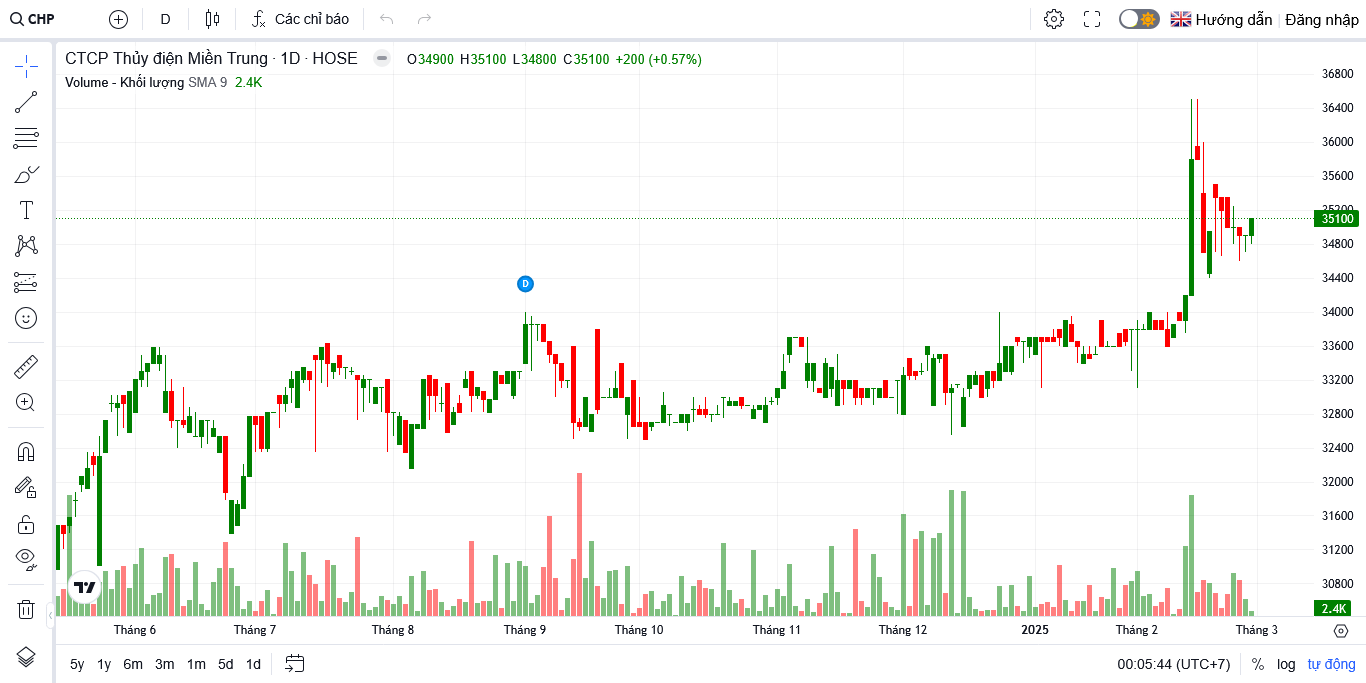 CHP D Các chỉ báo Hướng dẫn Đăng nhập
CTCP Thủy điện Miền Trung · 1D · HOSE O34900 H35100 L34800 C35100 +200 (+0.57%)
Volume - Khối lượng SMA 9 2.4K
36800
36400
36000
35600
35200
35100
34800
34400
D
34000
33600
33200
32800
32400
32000
31600
31200
30800
2.4K
Tháng 6 Tháng 7 Tháng 8 Tháng 9 Tháng 10 Tháng 11 Tháng 12 2025 Tháng 2 Tháng 3
5y 1y 6m 3m 1m 5d 1d 00:05:44 (UTC+7) % log tự động